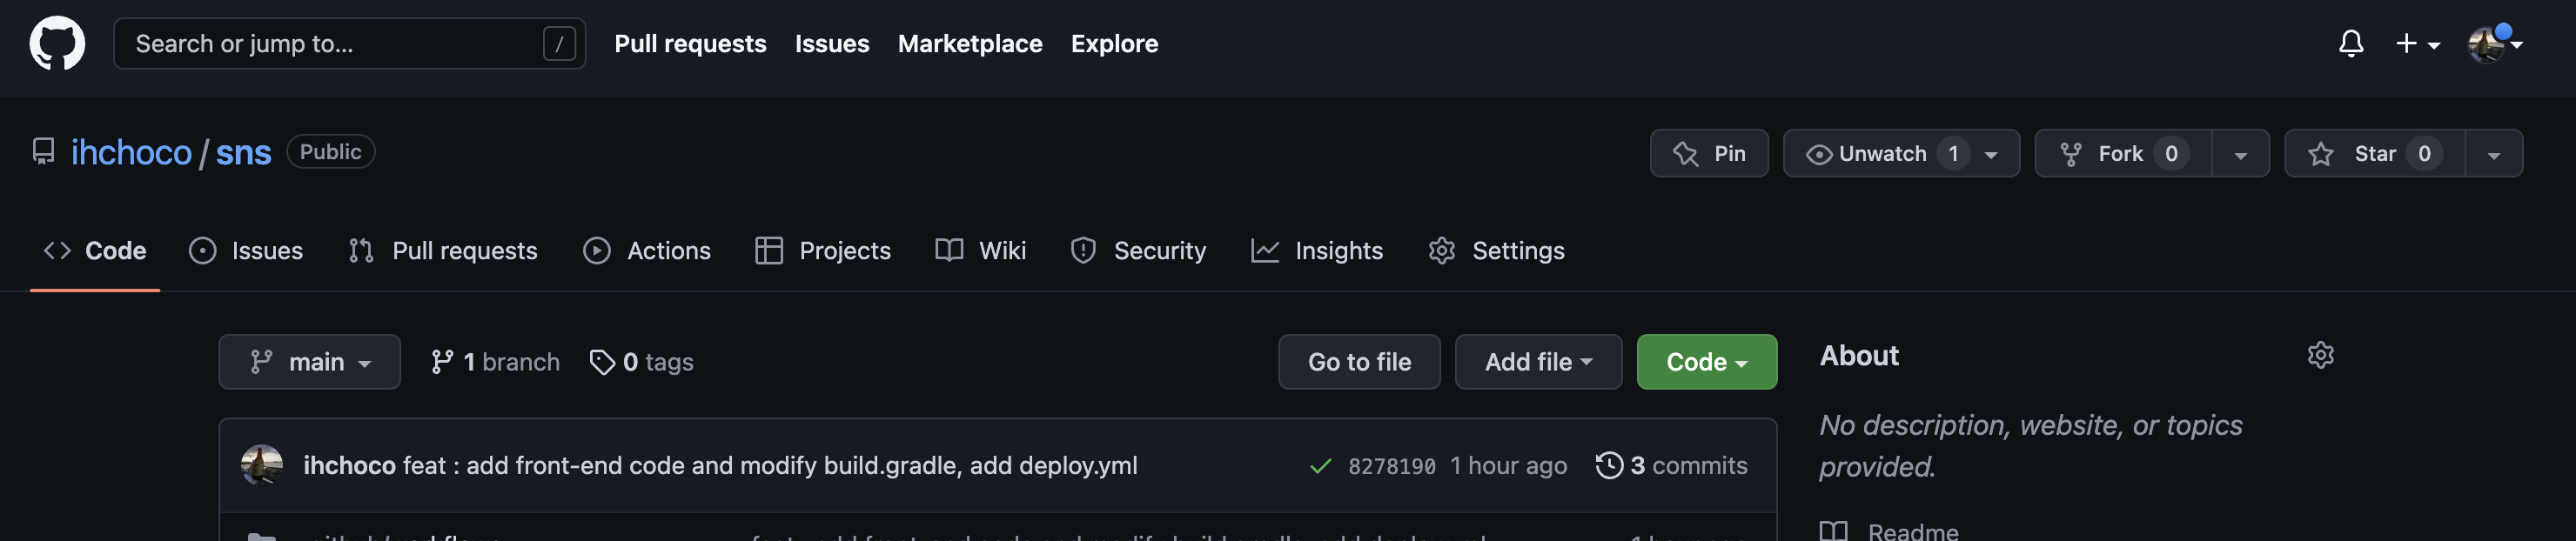 Search or jump to... / Pull requests Issues Marketplace Explore
ihchoco / sns Public Pin Unwatch 1 Fork 0 Star 0
Code Issues Pull requests Actions Projects Wiki Security Insights Settings
main 1 branch 0 tags Go to file Add file Code About
No description, website, or topics
provided.
ihchoco feat : add front-end code and modify build.gradle, add deploy.yml 8278190 1 hour ago 3 commits
Readme